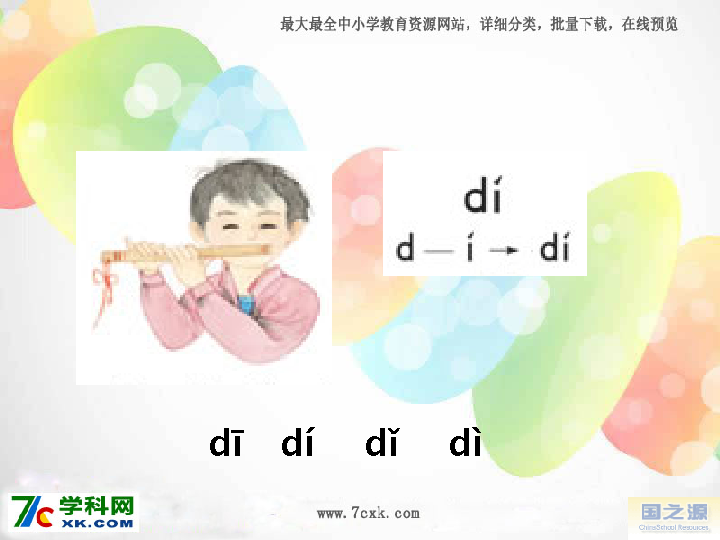 最大最全中小学教育资源网站，详细分类，批量下载，在线预览
dí
d — í → dí
dī dí dǐ dì
7C 学科网
XK.COM
www.7cxk.com
国之源
ChinaSchool Resources